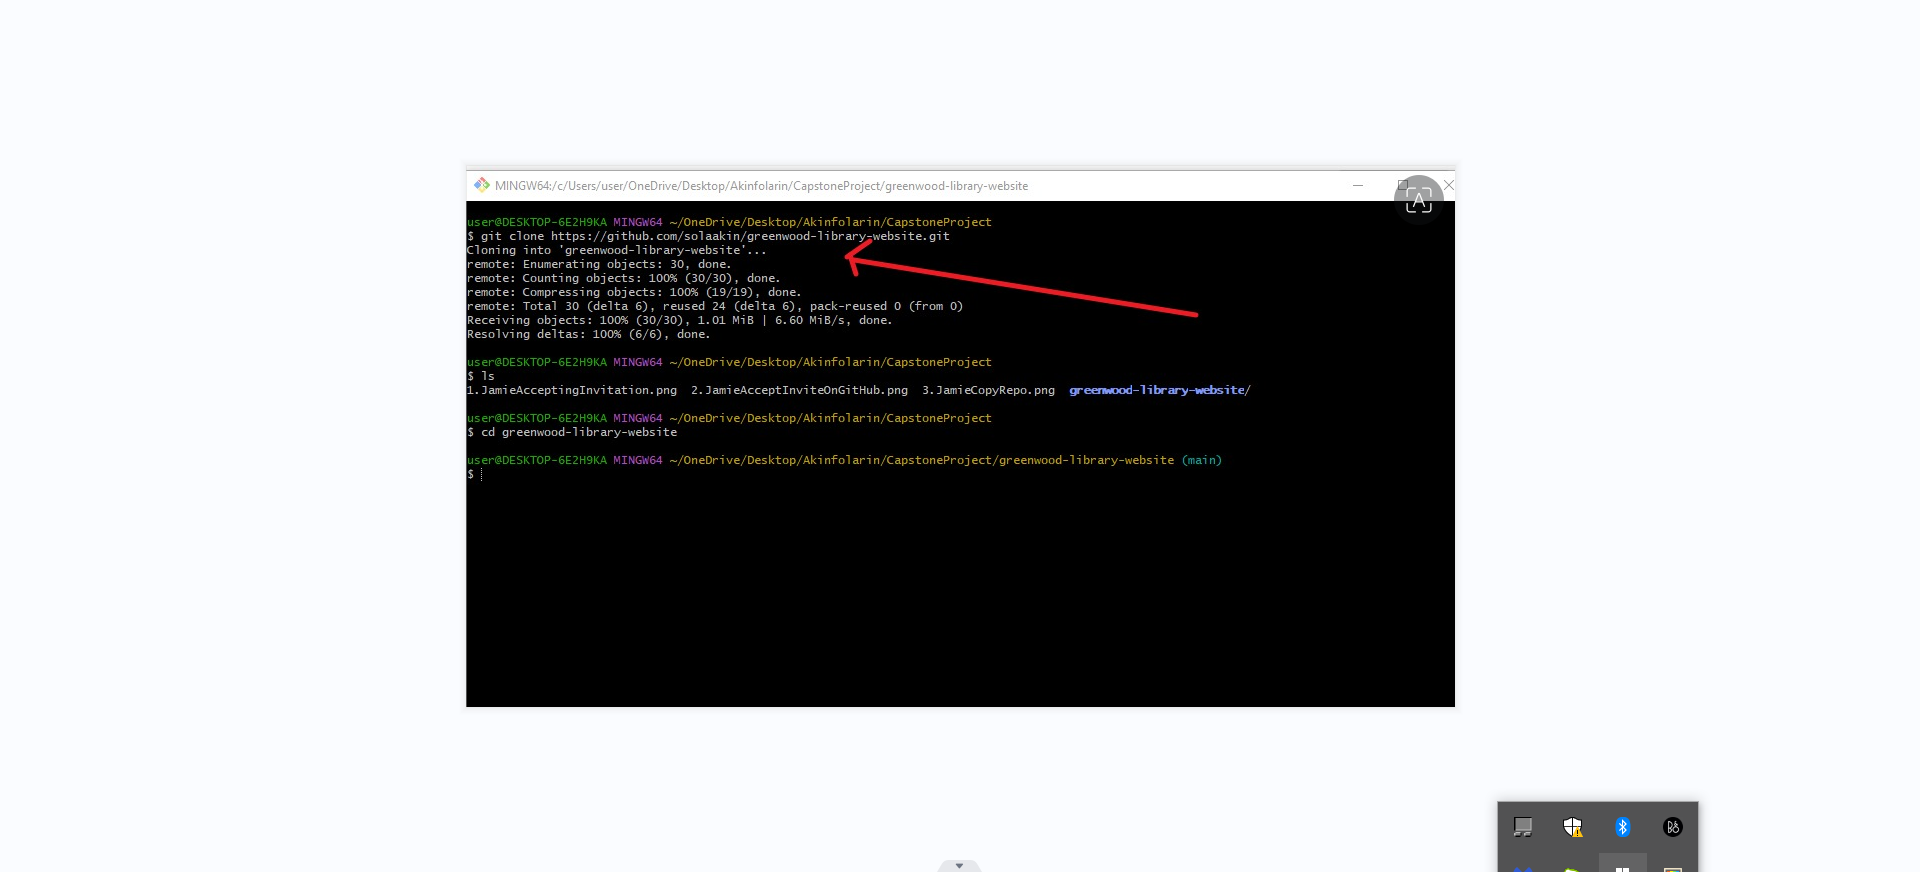 MINGW64:/c/Users/user/OneDrive/Desktop/Akinfolarin/CapstoneProject/greenwood-library-website
A
user@DESKTOP-6E2H9KA MINGW64 ~/OneDrive/Desktop/Akinfolarin/CapstoneProject
$ git clone https://github.com/solaakin/greenwood-library-website.git
Cloning into 'greenwood-library-website'...
remote: Enumerating objects: 30, done.
remote: Counting objects: 100% (30/30), done.
remote: Compressing objects: 100% (19/19), done.
remote: Total 30 (delta 6), reused 24 (delta 6), pack-reused 0 (from 0)
Receiving objects: 100% (30/30), 1.01 MiB | 6.60 MiB/s, done.
Resolving deltas: 100% (6/6), done.
user@DESKTOP-6E2H9KA MINGW64 ~/OneDrive/Desktop/Akinfolarin/CapstoneProject
$ ls
1.JamieAcceptingInvitation.png 2.JamieAcceptInviteOnGitHub.png 3.JamieCopyRepo.png greenwood-library-website/
user@DESKTOP-6E2H9KA MINGW64 ~/OneDrive/Desktop/Akinfolarin/CapstoneProject
$ cd greenwood-library-website
user@DESKTOP-6E2H9KA MINGW64 ~/OneDrive/Desktop/Akinfolarin/CapstoneProject/greenwood-library-website (main)
$